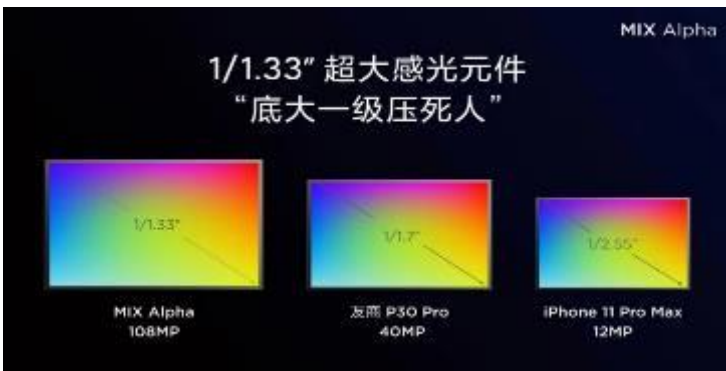 MIX Alpha
1/1.33" 超大感光元件
“底大一级压死人”
1/1.33"
1/1.7"
1/2.55"
MIX Alpha
108MP
友商 P30 Pro
40MP
iPhone 11 Pro Max
12MP